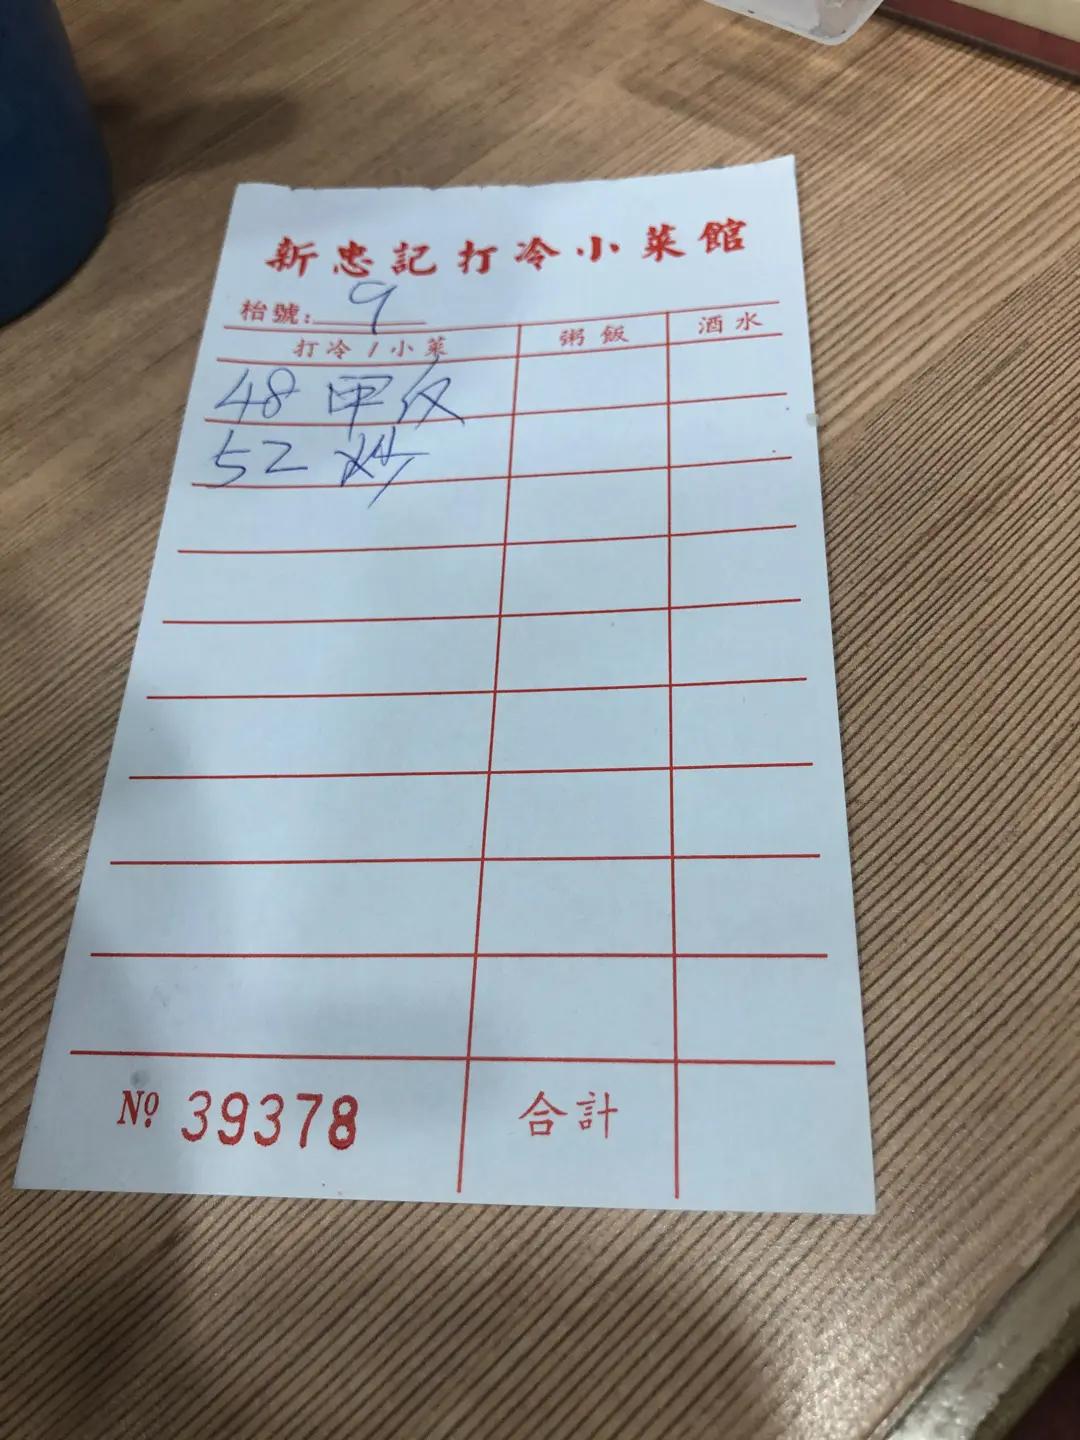 新忠記打冷小菜館
枱號: 9
打冷/小菜 粥飯 酒水
48 甲反
52 炒
No 39378 合計